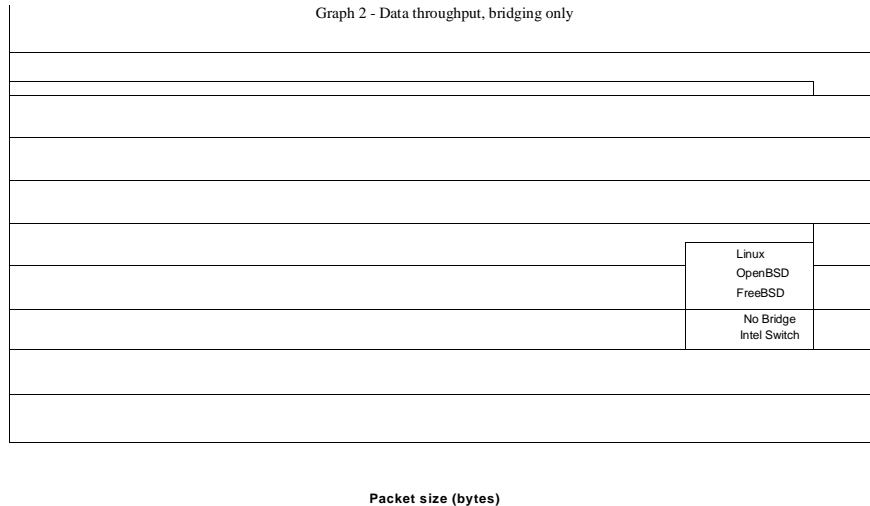 Graph 2 - Data throughput, bridging only
Linux
OpenBSD
FreeBSD
No Bridge
Intel Switch
Packet size (bytes)